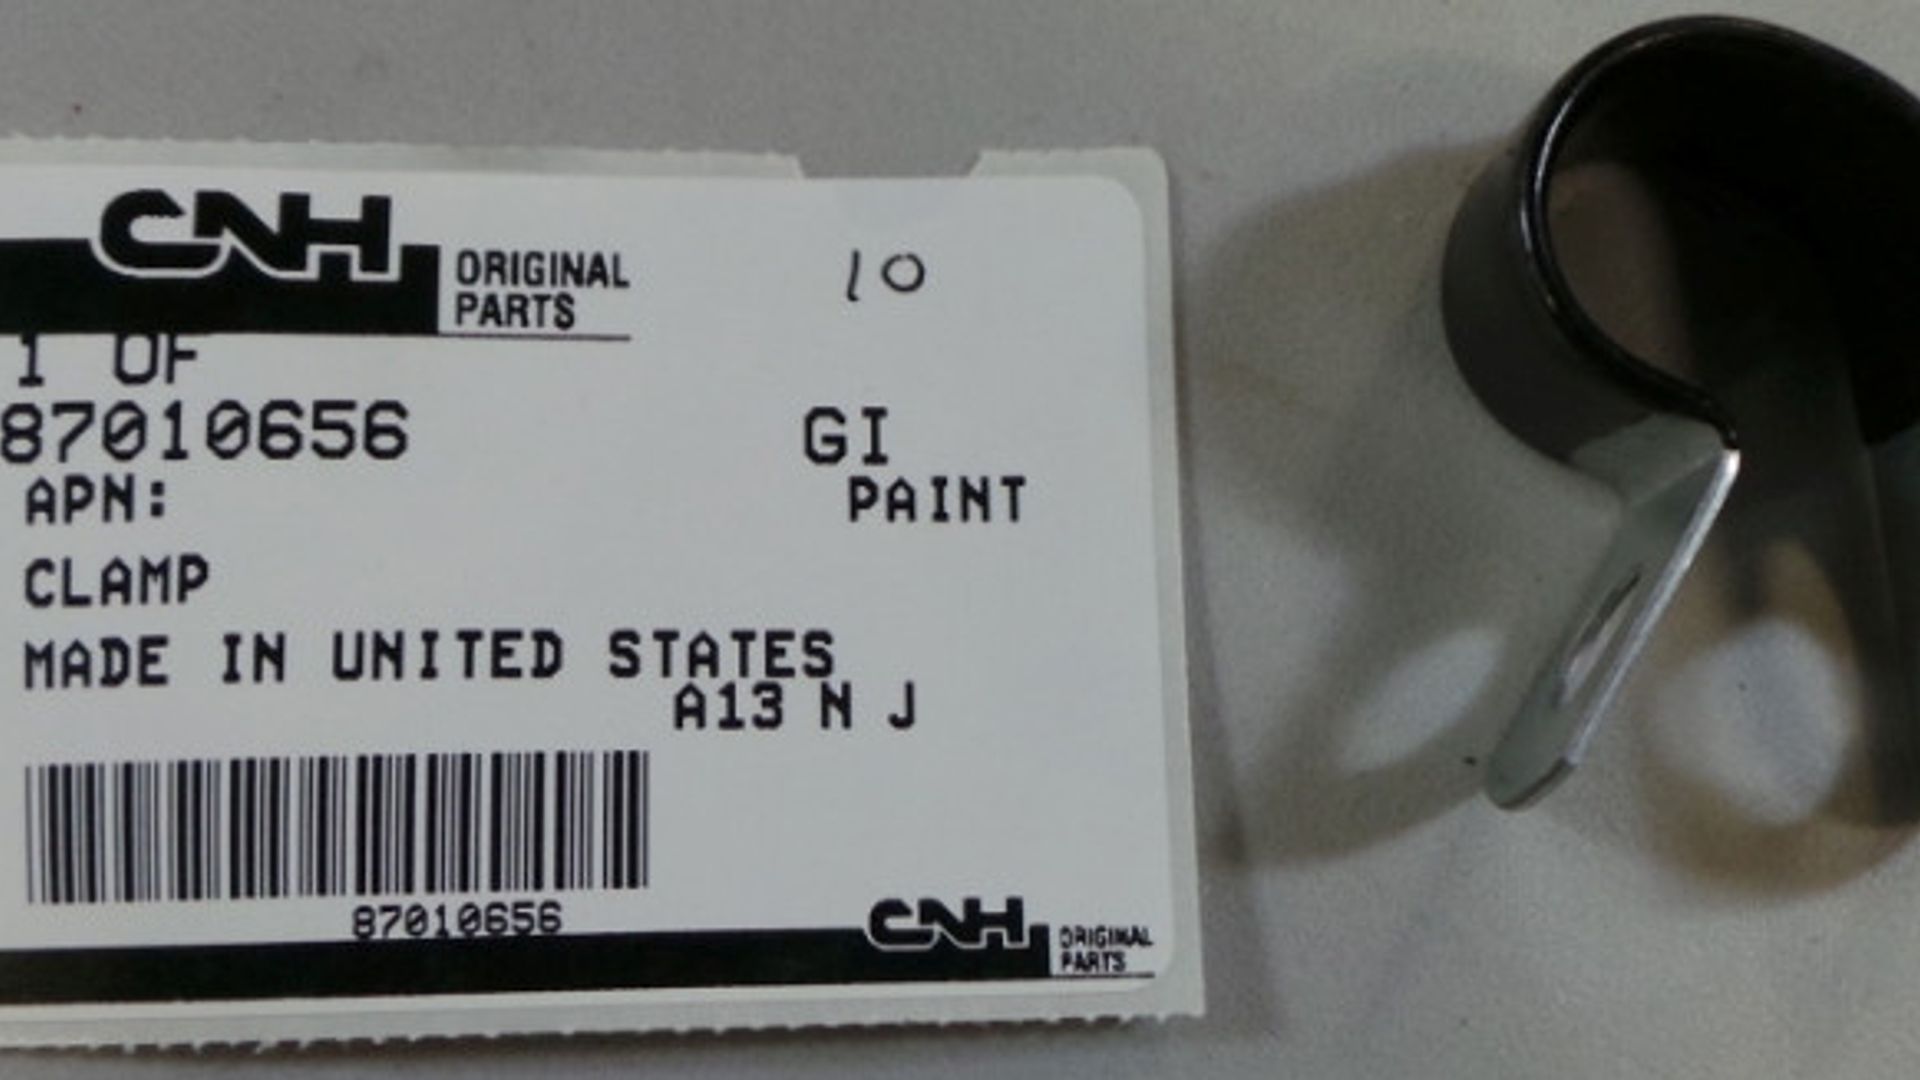 CNH ORIGINAL PARTS
10
1 OF
87010656 GI
APN: PAINT
CLAMP
MADE IN UNITED STATES
A13 N J
87010656
CNH ORIGINAL PARTS